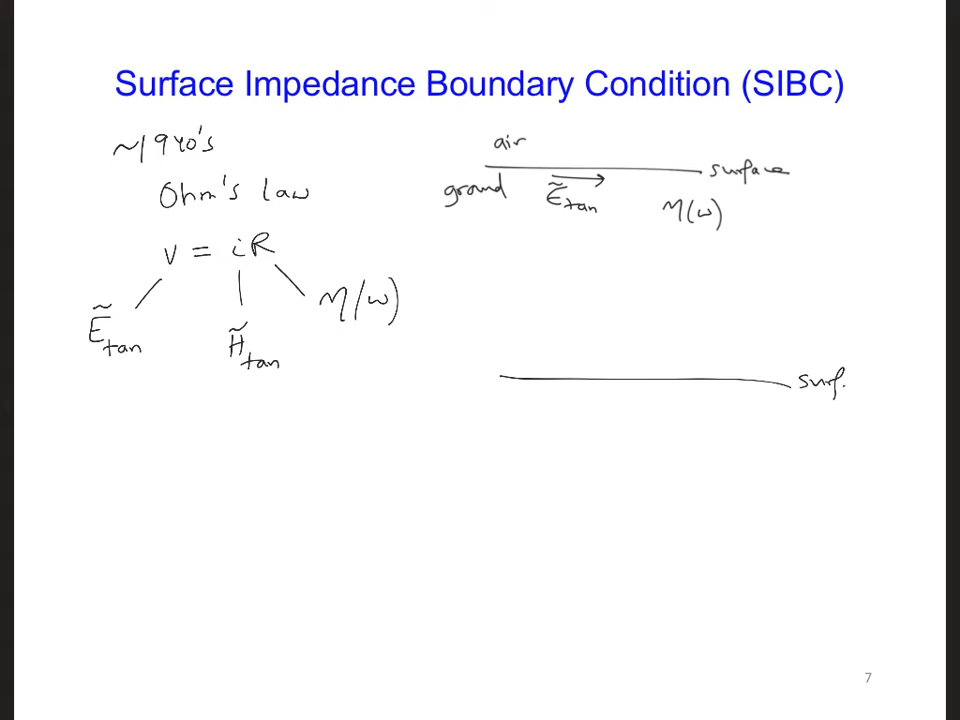 Surface Impedance Boundary Condition (SIBC)
~1940's
Ohm's law
v = iR
Ẽtan
H̃tan
η(ω)
air
surface
ground
Ẽtan
η(ω)
surf.
7